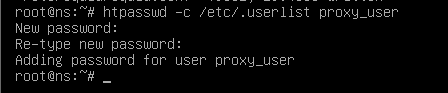 root@ns:~# htpasswd -c /etc/.userlist proxy_user
New password:
Re-type new password:
Adding password for user proxy_user
root@ns:~# _